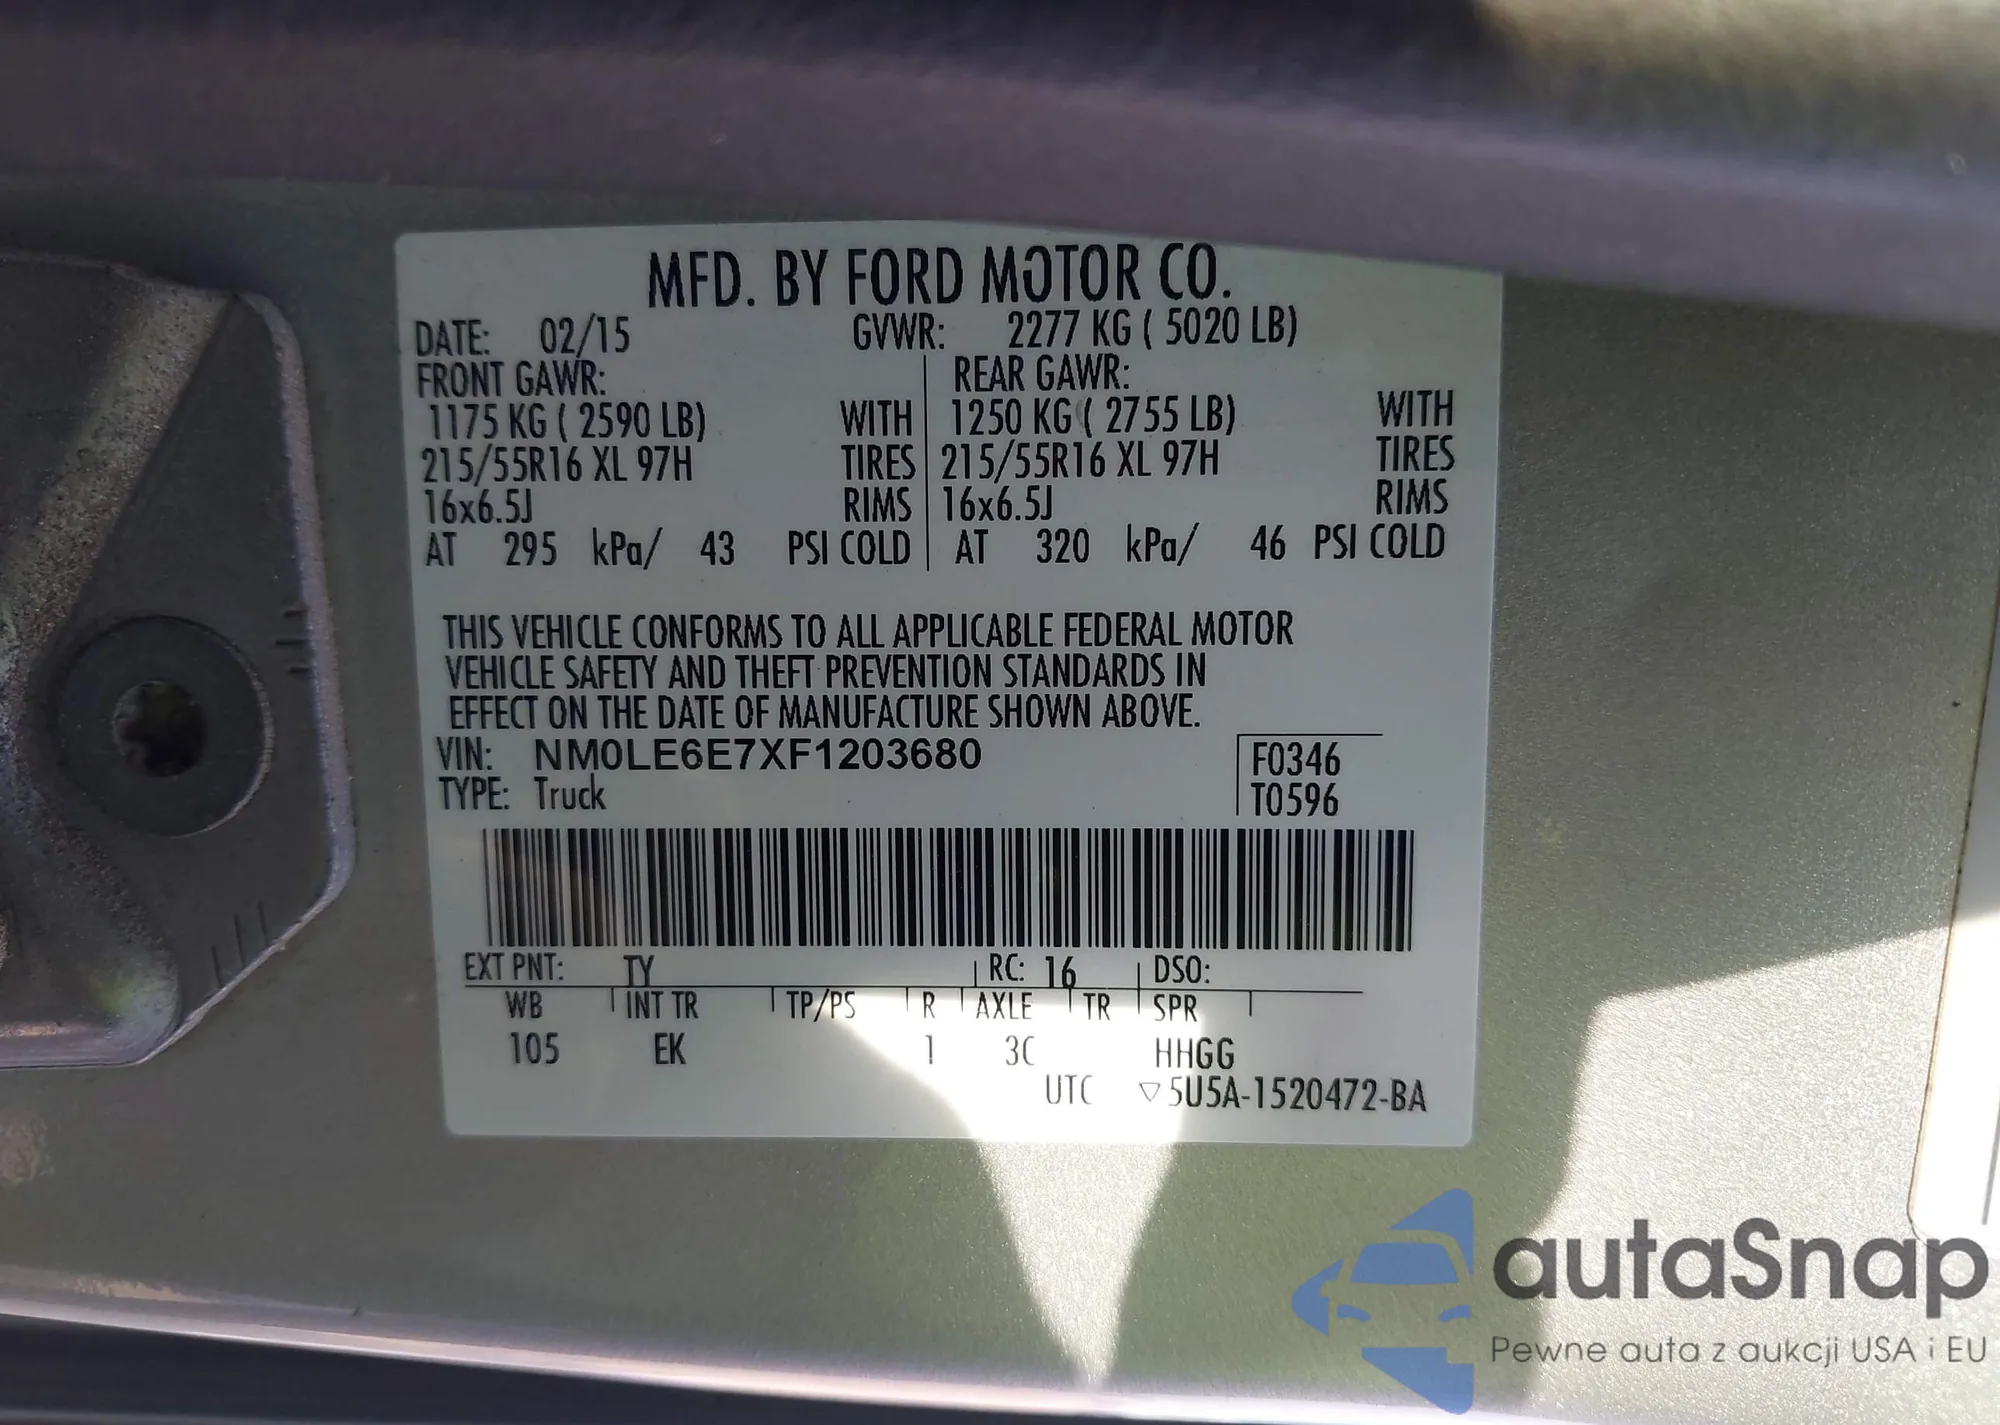 MFD. BY FORD MOTOR CO.
DATE: 02/15 GVWR: 2277 KG ( 5020 LB)
FRONT GAWR: REAR GAWR:
1175 KG ( 2590 LB) WITH 1250 KG ( 2755 LB) WITH
215/55R16 XL 97H TIRES 215/55R16 XL 97H TIRES
16x6.5J RIMS 16x6.5J RIMS
AT 295 kPa/ 43 PSI COLD AT 320 kPa/ 46 PSI COLD
THIS VEHICLE CONFORMS TO ALL APPLICABLE FEDERAL MOTOR
VEHICLE SAFETY AND THEFT PREVENTION STANDARDS IN
EFFECT ON THE DATE OF MANUFACTURE SHOWN ABOVE.
VIN: NM0LE6E7XF1203680 F0346
TYPE: Truck T0596
EXT PNT: TY RC: 16 DSO:
WB INT TR TP/PS R AXLE TR SPR
105 EK 1 3C HHGG
UTC ▽5U5A-1520472-BA
autaSnap
Pewne auta z aukcji USA i EU